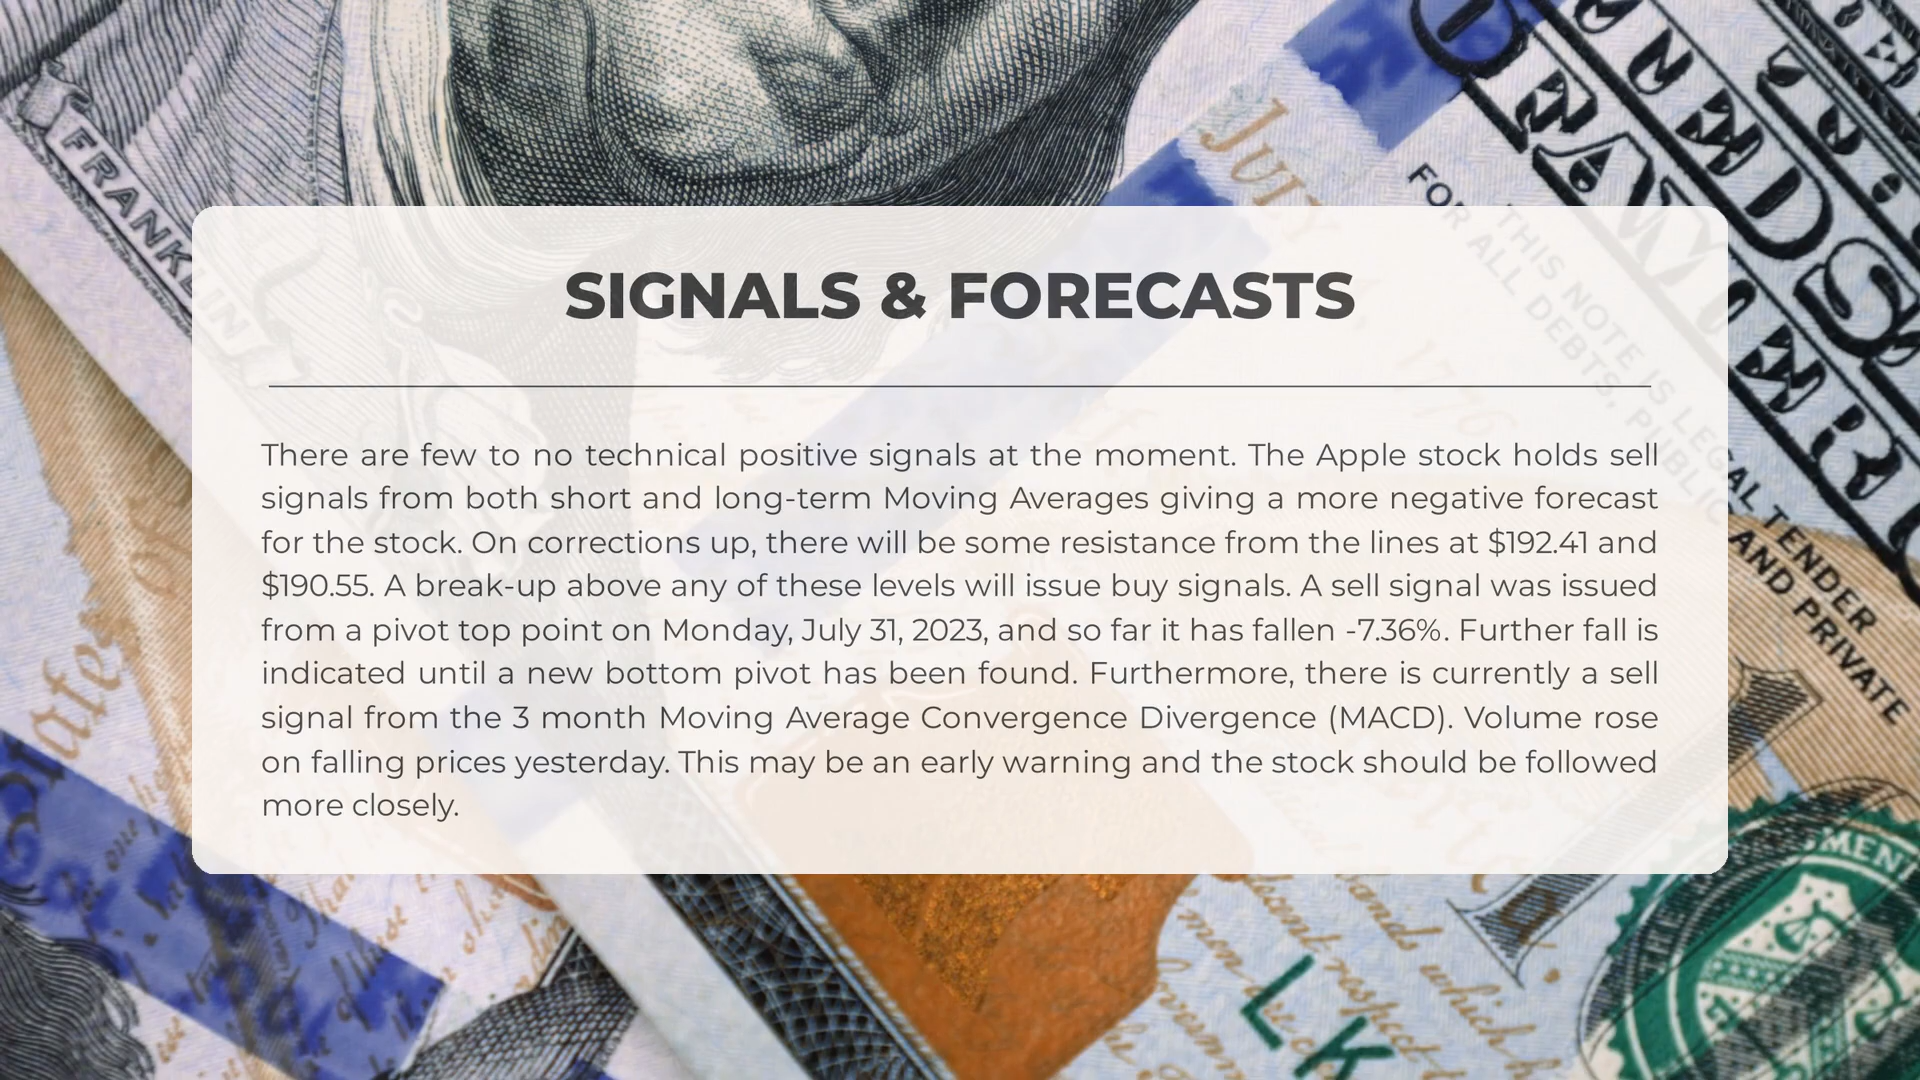 FRANKLIN
JULY
1776
FOR ALL DEBTS, PUBLIC
THIS NOTE IS LEGAL TENDER
AND PRIVATE
SIGNALS & FORECASTS
There are few to no technical positive signals at the moment. The Apple stock holds sell
signals from both short and long-term Moving Averages giving a more negative forecast
for the stock. On corrections up, there will be some resistance from the lines at $192.41 and
$190.55. A break-up above any of these levels will issue buy signals. A sell signal was issued
from a pivot top point on Monday, July 31, 2023, and so far it has fallen -7.36%. Further fall is
indicated until a new bottom pivot has been found. Furthermore, there is currently a sell
signal from the 3 month Moving Average Convergence Divergence (MACD). Volume rose
on falling prices yesterday. This may be an early warning and the stock should be followed
more closely.
which
respect
LK